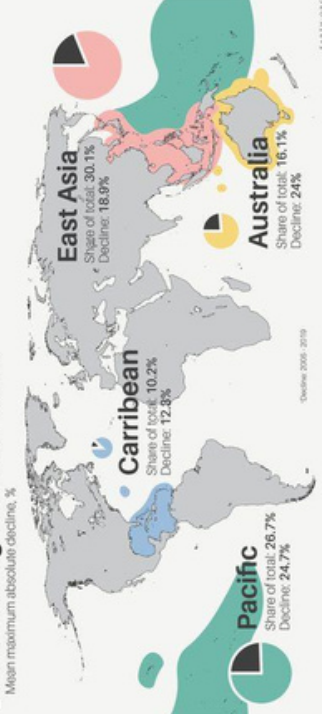 Mean maximum absolute decline, %
Pacific
Share of total: 26.7%
Decline: 24.7%
Carribean
Share of total: 10.2%
Decline: 12.3%
East Asia
Share of total: 30.1%
Decline: 18.9%
Australia
Share of total: 16.1%
Decline: 24%
*Decline: 2005 - 2019